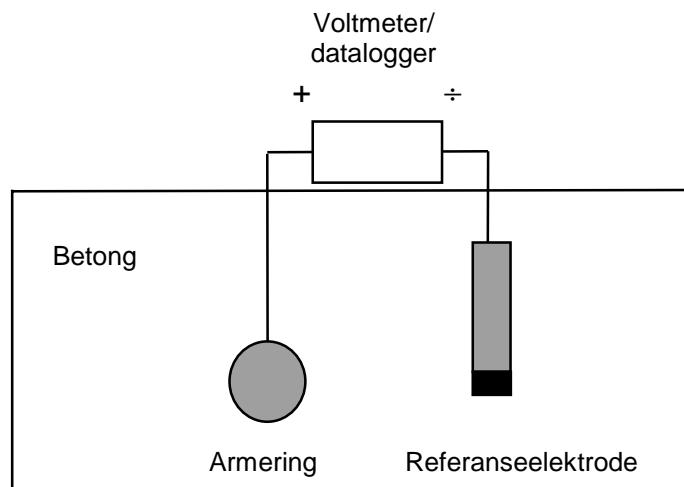 Voltmeter/
datalogger
+ ÷
Betong
Armering Referanseelektrode